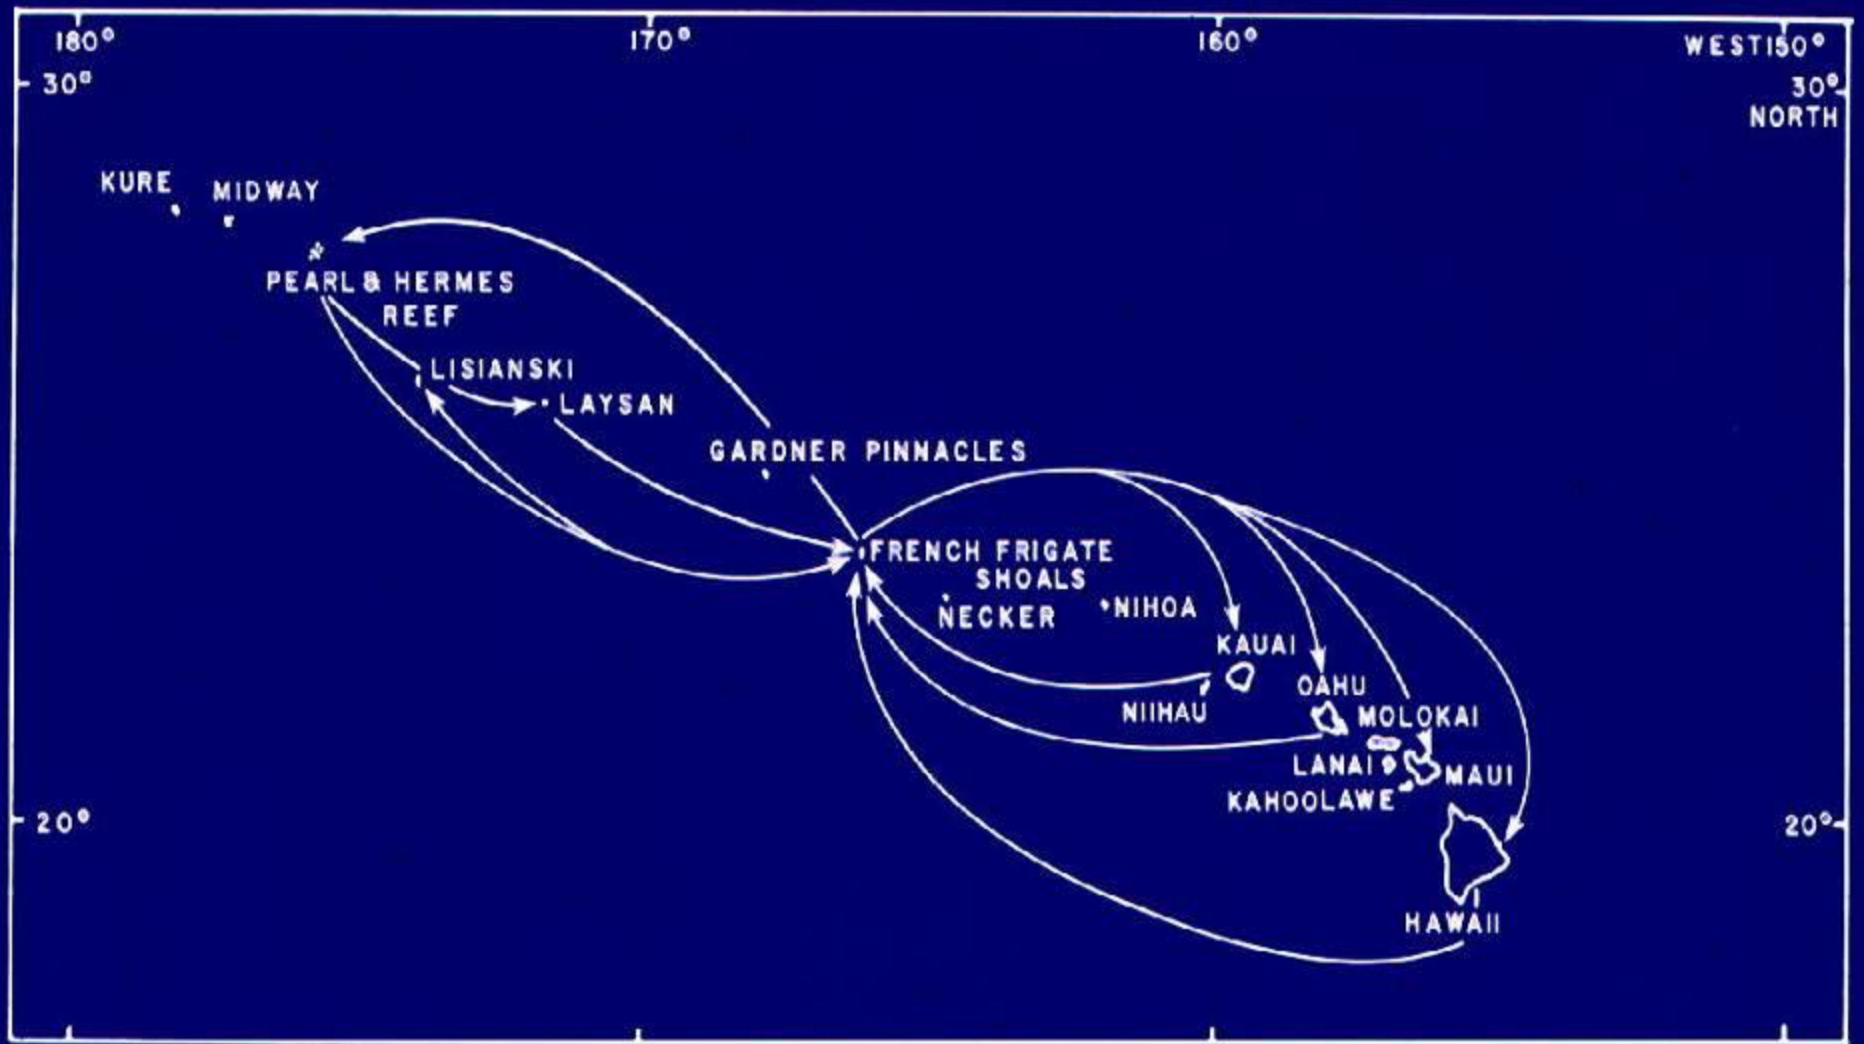 180°
170°
160°
WEST150°
30°
30°
NORTH
KURE
MIDWAY
PEARL & HERMES
REEF
LISIANSKI
LAYSAN
GARDNER PINNACLES
FRENCH FRIGATE
SHOALS
NECKER
NIHOA
KAUAI
NIIHAU
OAHU
MOLOKAI
LANAI
MAUI
KAHOOLAWE
20°
20°
HAWAII